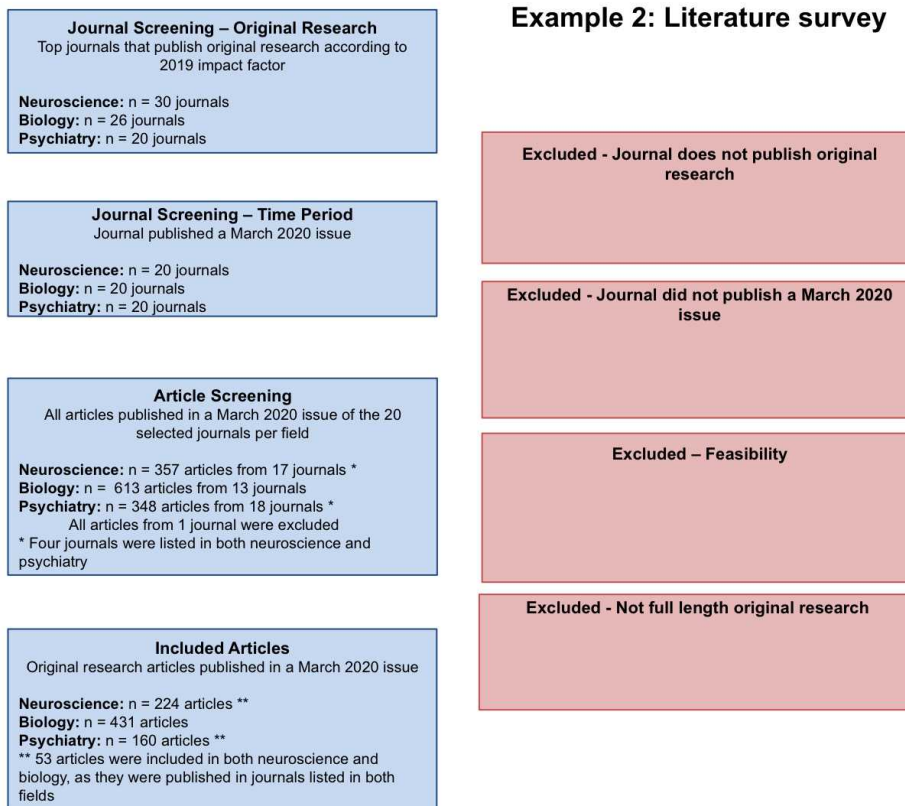 Example 2: Literature survey
Journal Screening – Original Research
Top journals that publish original research according to
2019 impact factor
Neuroscience: n = 30 journals
Biology: n = 26 journals
Psychiatry: n = 20 journals
Journal Screening – Time Period
Journal published a March 2020 issue
Neuroscience: n = 20 journals
Biology: n = 20 journals
Psychiatry: n = 20 journals
Article Screening
All articles published in a March 2020 issue of the 20
selected journals per field
Neuroscience: n = 357 articles from 17 journals *
Biology: n =  613 articles from 13 journals
Psychiatry: n = 348 articles from 18 journals *
All articles from 1 journal were excluded
* Four journals were listed in both neuroscience and
psychiatry
Included Articles
Original research articles published in a March 2020 issue
Neuroscience: n = 224 articles **
Biology: n = 431 articles
Psychiatry: n = 160 articles **
** 53 articles were included in both neuroscience and
biology, as they were published in journals listed in both
fields
Excluded - Journal does not publish original
research
Excluded - Journal did not publish a March 2020
issue
Excluded – Feasibility
Excluded - Not full length original research